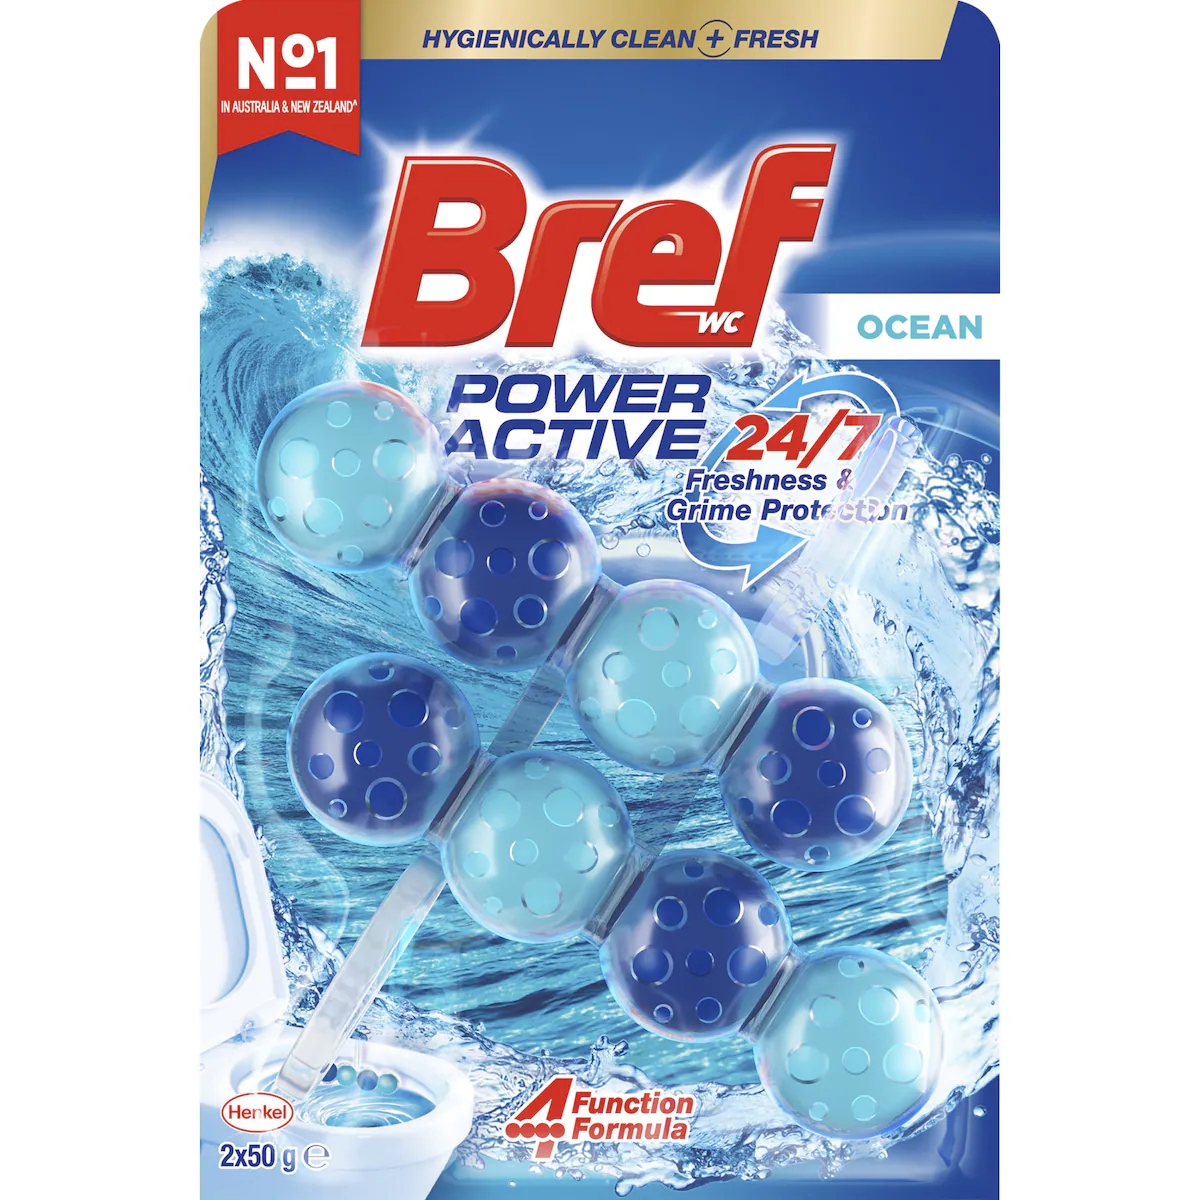 HYGIENICALLY CLEAN + FRESH
Nº1
IN AUSTRALIA & NEW ZEALAND^
Bref
WC
OCEAN
POWER
ACTIVE
24/7
Freshness &
Grime Protection
4 Function
Formula
Henkel
2x50 g ℮